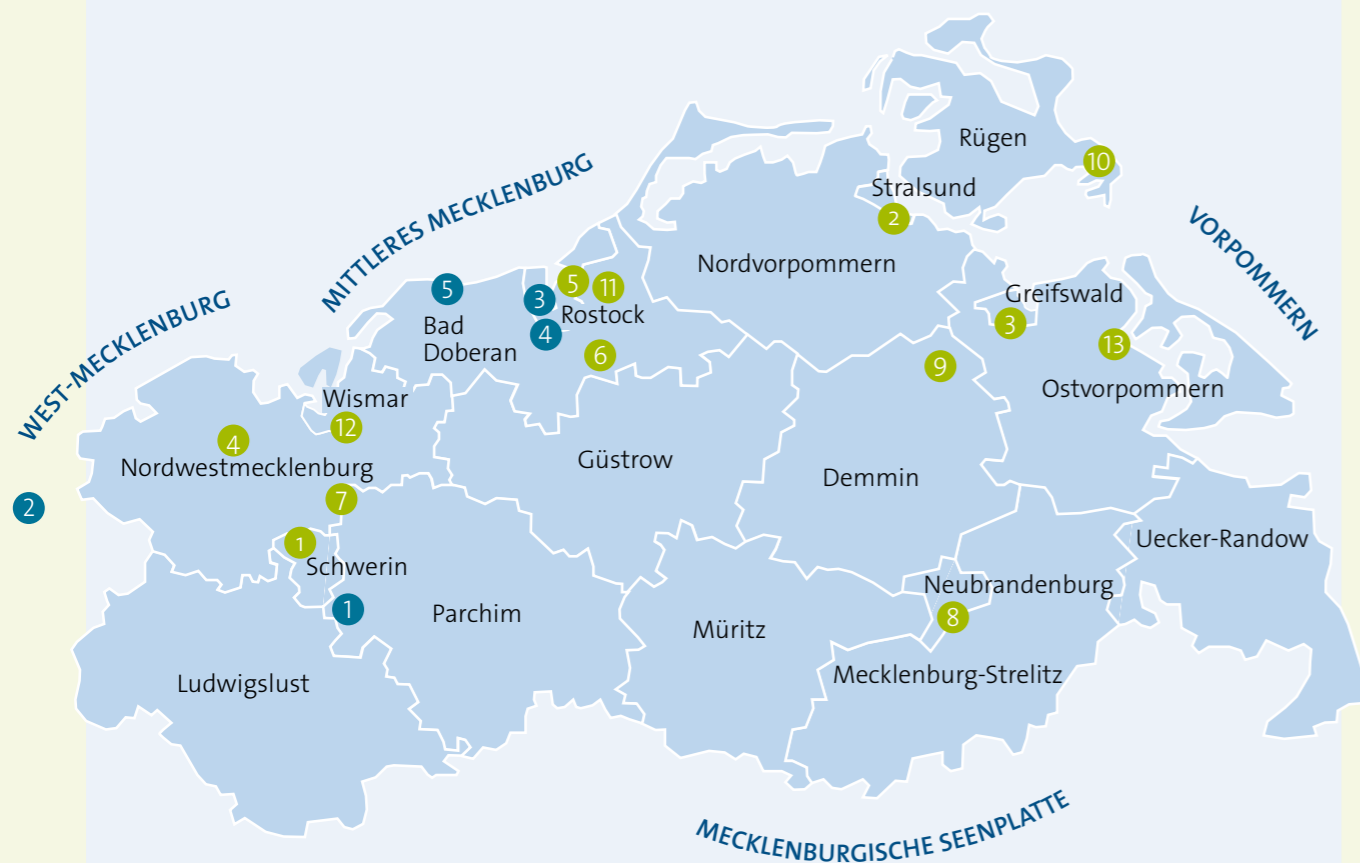 Rügen
10
Stralsund
2
MITTLERES MECKLENBURG
VORPOMMERN
Nordvorpommern
5
5
11
3
Greifswald
Rostock
3
WEST-MECKLENBURG
Bad
Doberan
4
6
13
9
Ostvorpommern
Wismar
12
4
Nordwestmecklenburg
Güstrow
Demmin
7
2
1
Schwerin
Uecker-Randow
Neubrandenburg
1
Parchim
8
Müritz
Ludwigslust
Mecklenburg-Strelitz
MECKLENBURGISCHE SEENPLATTE